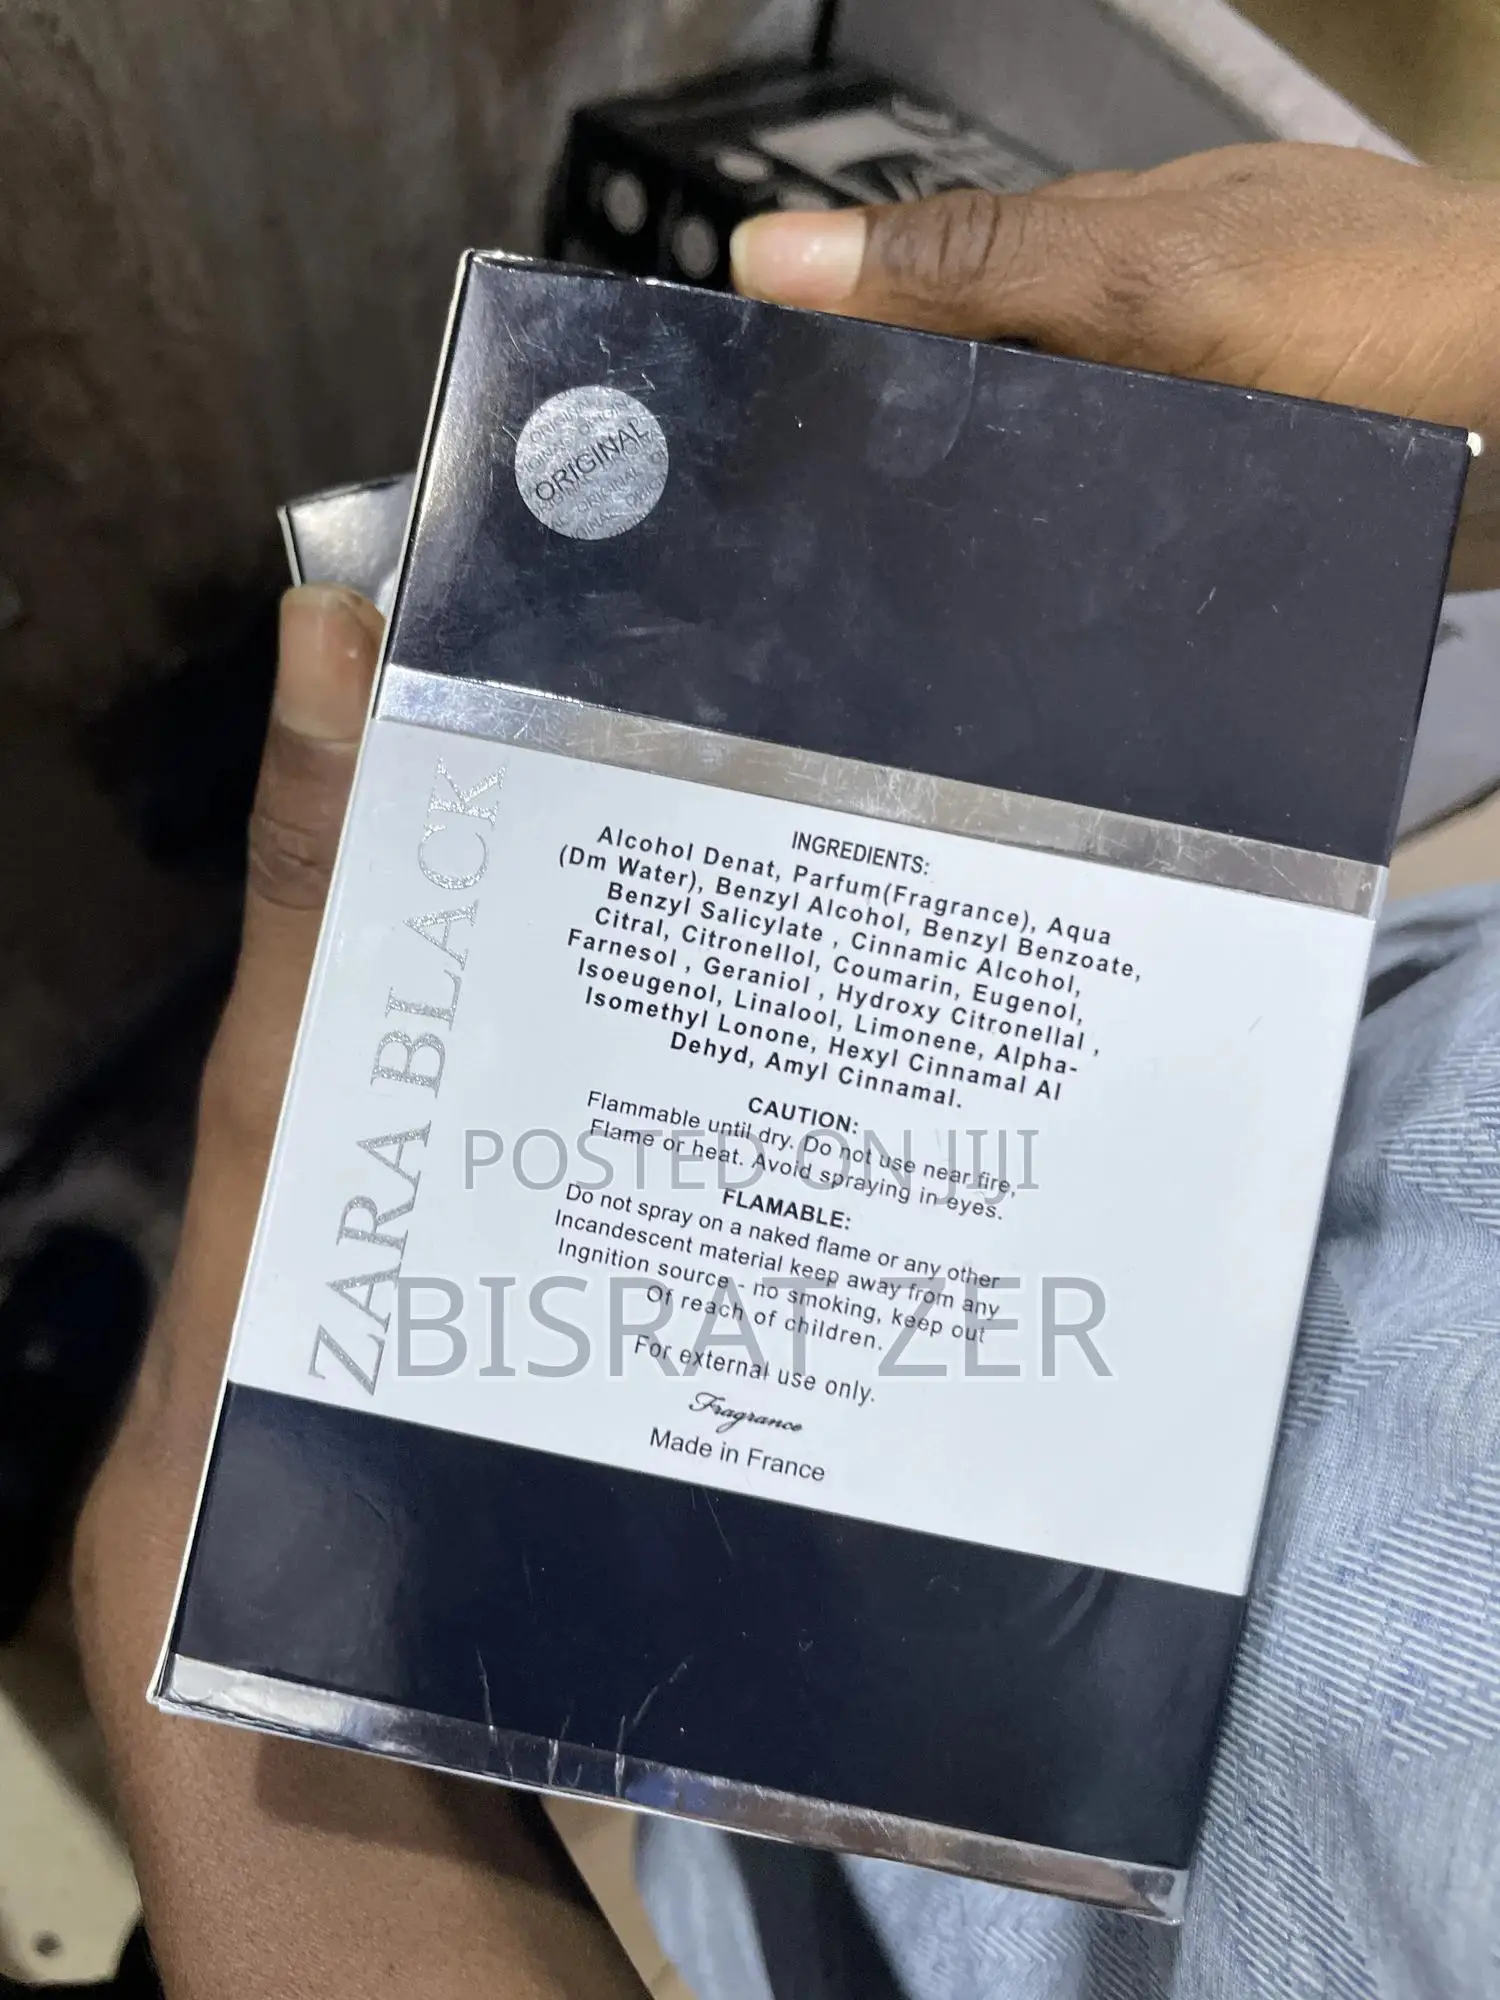 ORIGINAL
ZARA BLACK
INGREDIENTS:
Alcohol Denat, Parfum(Fragrance), Aqua
(Dm Water), Benzyl Alcohol, Benzyl Benzoate,
Benzyl Salicylate , Cinnamic Alcohol,
Citral, Citronellol, Coumarin, Eugenol,
Farnesol , Geraniol , Hydroxy Citronellal ,
Isoeugenol, Linalool, Limonene, Alpha-
Isomethyl Lonone, Hexyl Cinnamal Al
Dehyd, Amyl Cinnamal.
CAUTION:
Flammable until dry. Do not use near fire,
Flame or heat. Avoid spraying in eyes.
POSTED ON JIJI
FLAMABLE:
Do not spray on a naked flame or any other
Incandescent material keep away from any
Ingnition source - no smoking, keep out
Of reach of children.
BISRAT ZER
For external use only.
Fragrance
Made in France